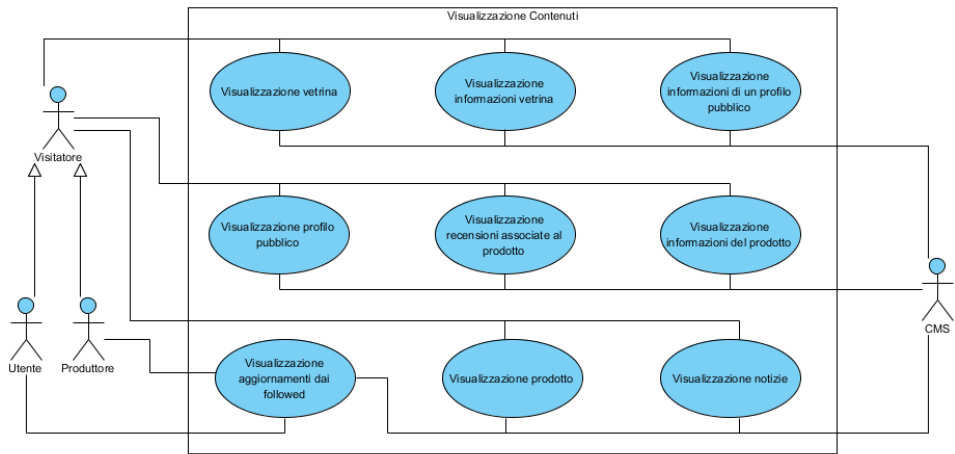 Visualizzazione Contenuti
Visualizzazione vetrina
Visualizzazione
informazioni vetrina
Visualizzazione
informazioni di un profilo
pubblico
Visitatore
Visualizzazione profilo
pubblico
Visualizzazione
recensioni associate al
prodotto
Visualizzazione
informazioni del prodotto
CMS
Utente
Produttore
Visualizzazione
aggiornamenti dai
followed
Visualizzazione prodotto
Visualizzazione notizie